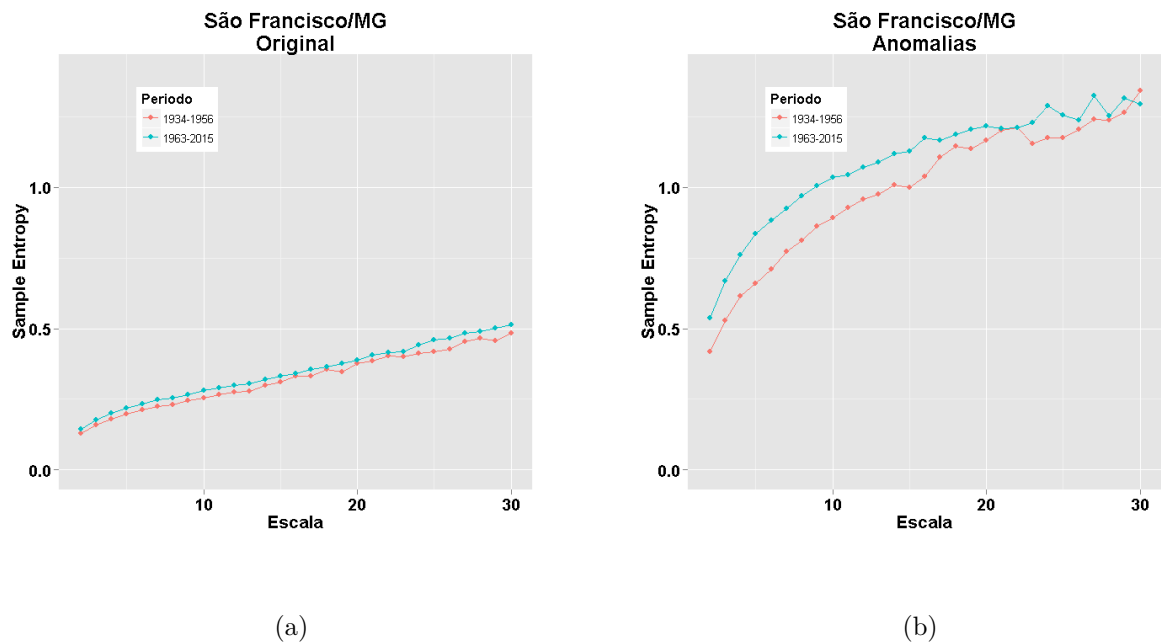 São Francisco/MG
Original
Periodo
1934-1956
1963-2015
1.0
0.5
0.0
Sample Entropy
10
20
30
Escala
(a)
São Francisco/MG
Anomalias
Periodo
1934-1956
1963-2015
1.0
0.5
0.0
Sample Entropy
10
20
30
Escala
(b)